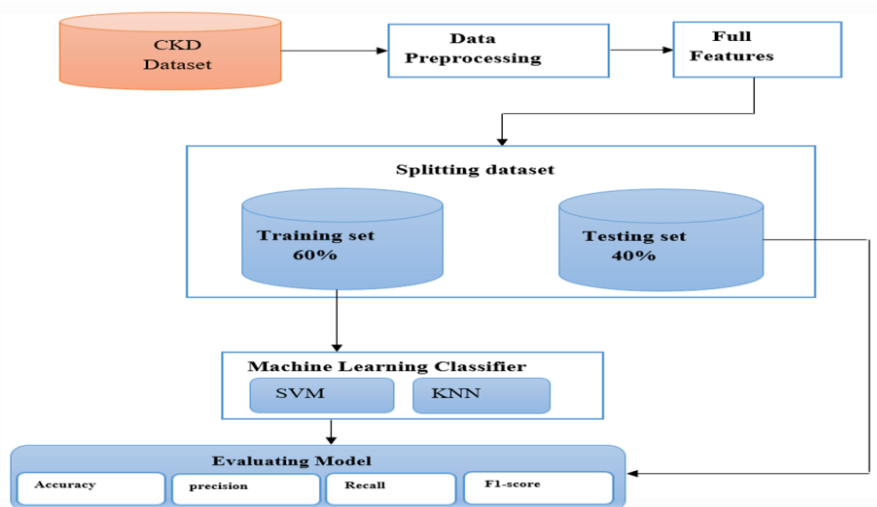 CKD
Dataset
Data
Preprocessing
Full
Features
Splitting dataset
Training set
60%
Testing set
40%
Machine Learning Classifier
SVM
KNN
Evaluating Model
Accuracy
precision
Recall
F1-score